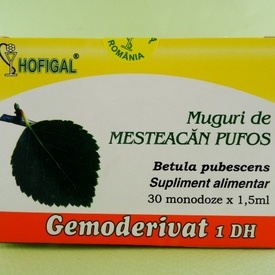 HOFIGAL
ROMÂNIA
Muguri de
MESTEACĂN PUFOS
Betula pubescens
Supliment alimentar
30 monodoze x 1,5ml
Gemoderivat 1 DH